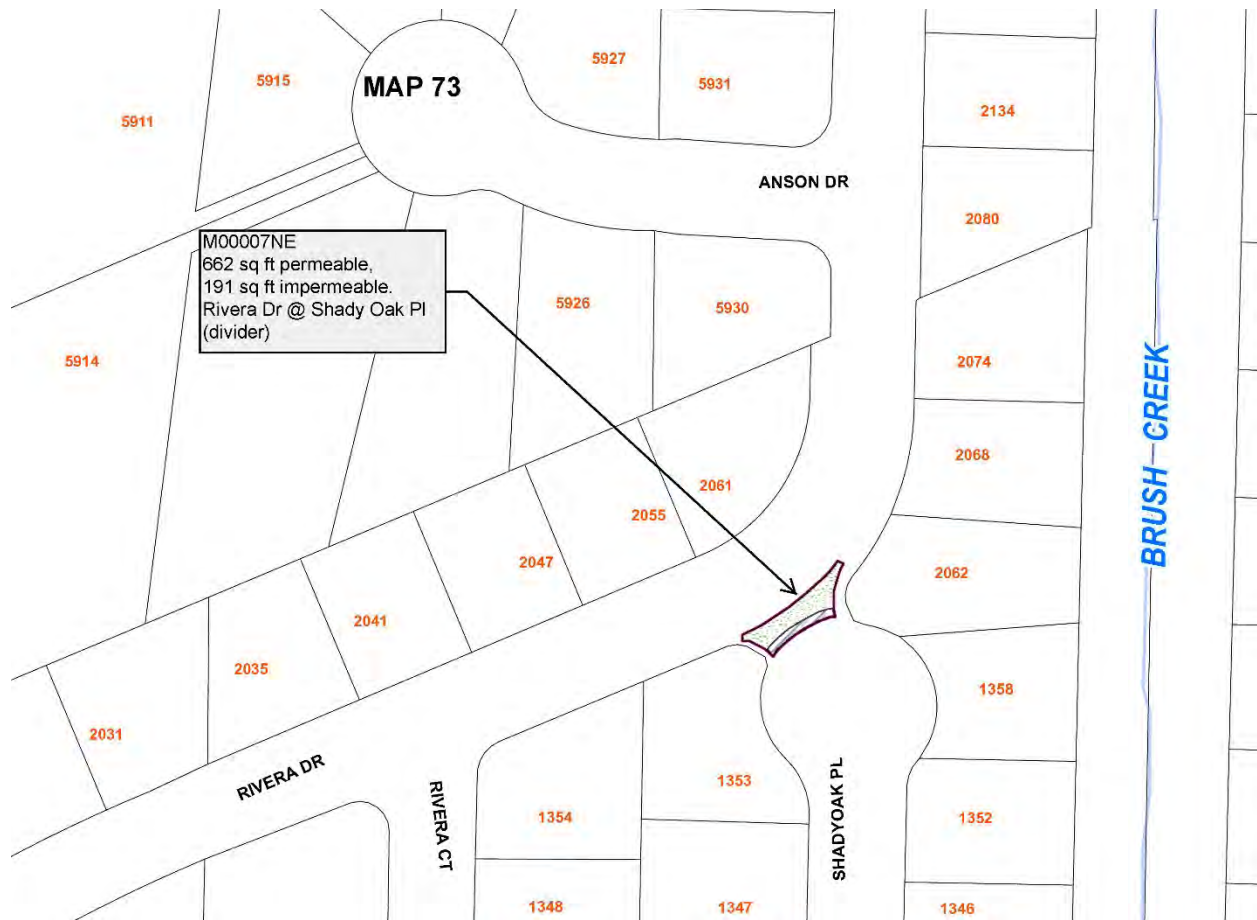 5927
5915
5931
MAP 73
2134
5911
ANSON DR
2080
M00007NE
662 sq ft permeable,
191 sq ft impermeable.
Rivera Dr @ Shady Oak Pl
(divider)
5926
5930
5914
2074
BRUSH CREEK
2068
2061
2055
2047
2062
2041
2035
1358
2031
RIVERA DR
1353
RIVERA CT
SHADYOAK PL
1354
1352
1348
1347
1346